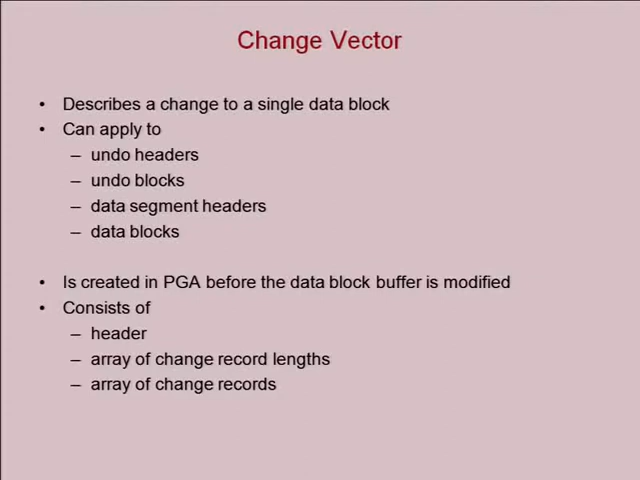 Change Vector
• Describes a change to a single data block
• Can apply to
– undo headers
– undo blocks
– data segment headers
– data blocks
• Is created in PGA before the data block buffer is modified
• Consists of
– header
– array of change record lengths
– array of change records